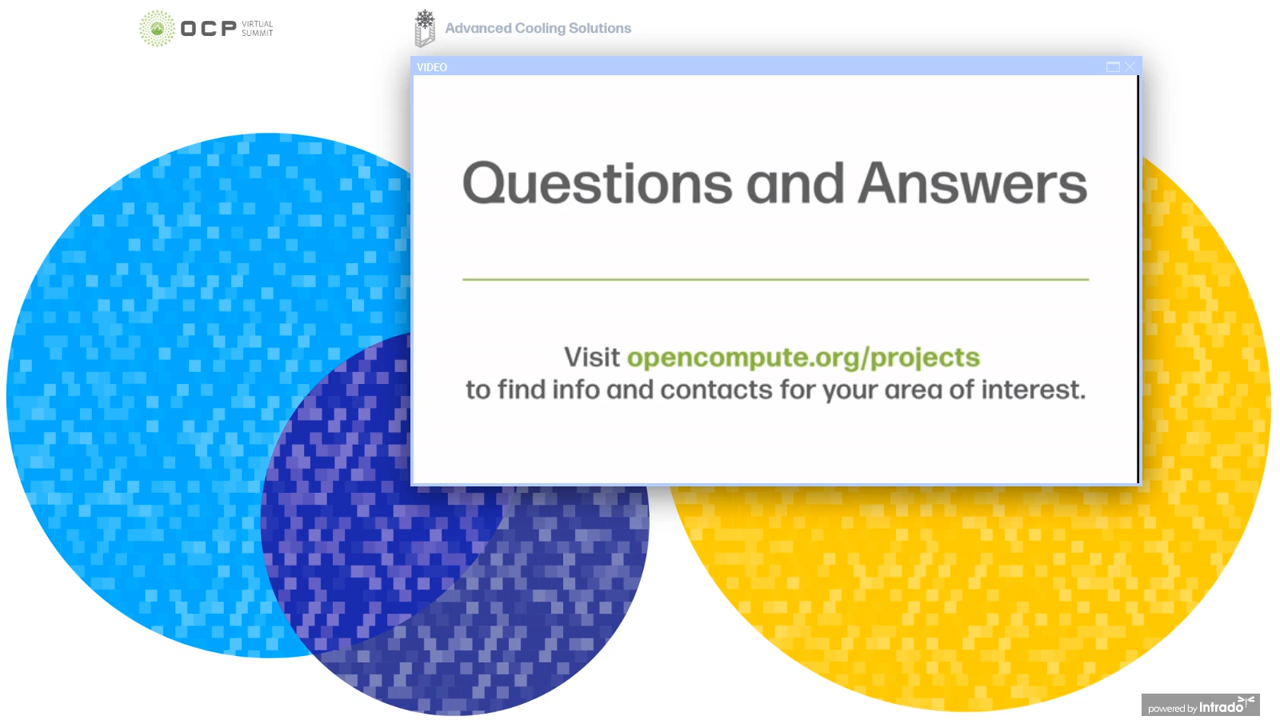 OCP VIRTUAL SUMMIT
Advanced Cooling Solutions
VIDEO
Questions and Answers
Visit opencompute.org/projects
to find info and contacts for your area of interest.
powered by Intrado